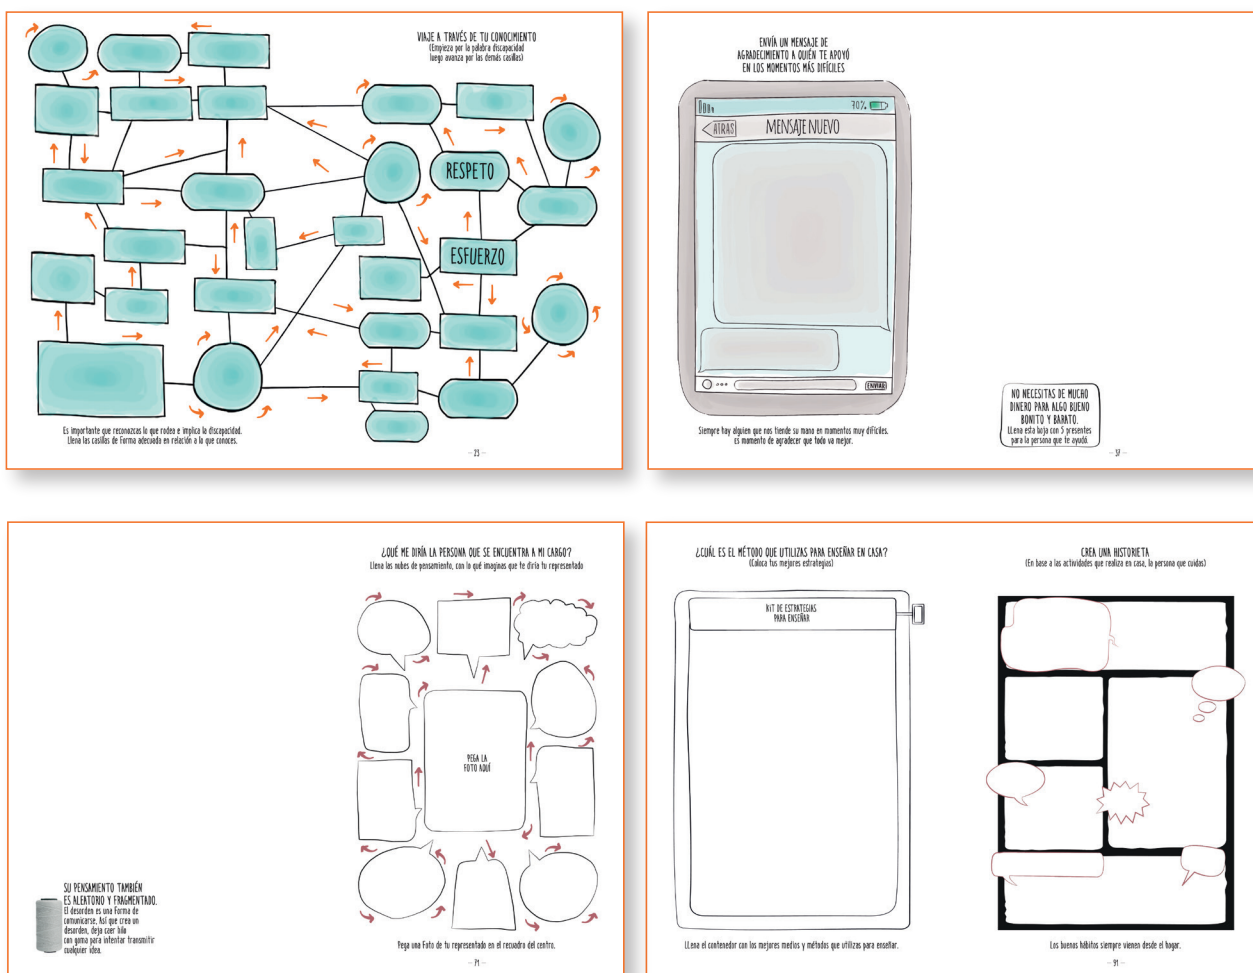 VIAJE A TRAVÉS DE TU CONOCIMIENTO
(Empieza por la palabra discapacidad
luego avanza por las demás casillas)
RESPETO
ESFUERZO
Es importante que reconozcas lo que rodea e implica la discapacidad.
Llena las casillas de Forma adecuada en relación a lo que conoces.
- 23 -
ENVÍA UN MENSAJE DE
AGRADECIMIENTO A QUIÉN TE APOYÓ
EN LOS MOMENTOS MÁS DIFÍCILES
70%
ATRAS
MENSAJE NUEVO
ENVIAR
Siempre hay alguien que nos tiende su mano en momentos muy difíciles.
Es momento de agradecer que todo va mejor.
NO NECESITAS DE MUCHO
DINERO PARA ALGO BUENO
BONITO Y BARATO.
LLena esta hoja con 5 presentes
para la persona que te ayudó.
- 37 -
SU PENSAMIENTO TAMBIÉN
ES ALEATORIO Y FRAGMENTADO.
El desorden es una Forma de
comunicarse, Así que crea un
desorden, deja caer hilo
con goma para intentar transmitir
cualquier idea.
¿QUÉ ME DIRÍA LA PERSONA QUE SE ENCUENTRA A MI CARGO?
Llena las nubes de pensamiento, con lo qué imaginas que te diría tu representado
PEGA LA
FOTO AQUÍ
Pega una Foto de tu representado en el recuadro del centro.
- 71 -
¿CUÁL ES EL MÉTODO QUE UTILIZAS PARA ENSEÑAR EN CASA?
(Coloca tus mejores estrategias)
KIT DE ESTRATEGIAS
PARA ENSEÑAR
LLena el contenedor con los mejores medios y métodos que utilizas para enseñar.
CREA UNA HISTORIETA
(En base a las actividades que realiza en casa, la persona que cuidas)
Los buenos hábitos siempre vienen desde el hogar.
- 91 -